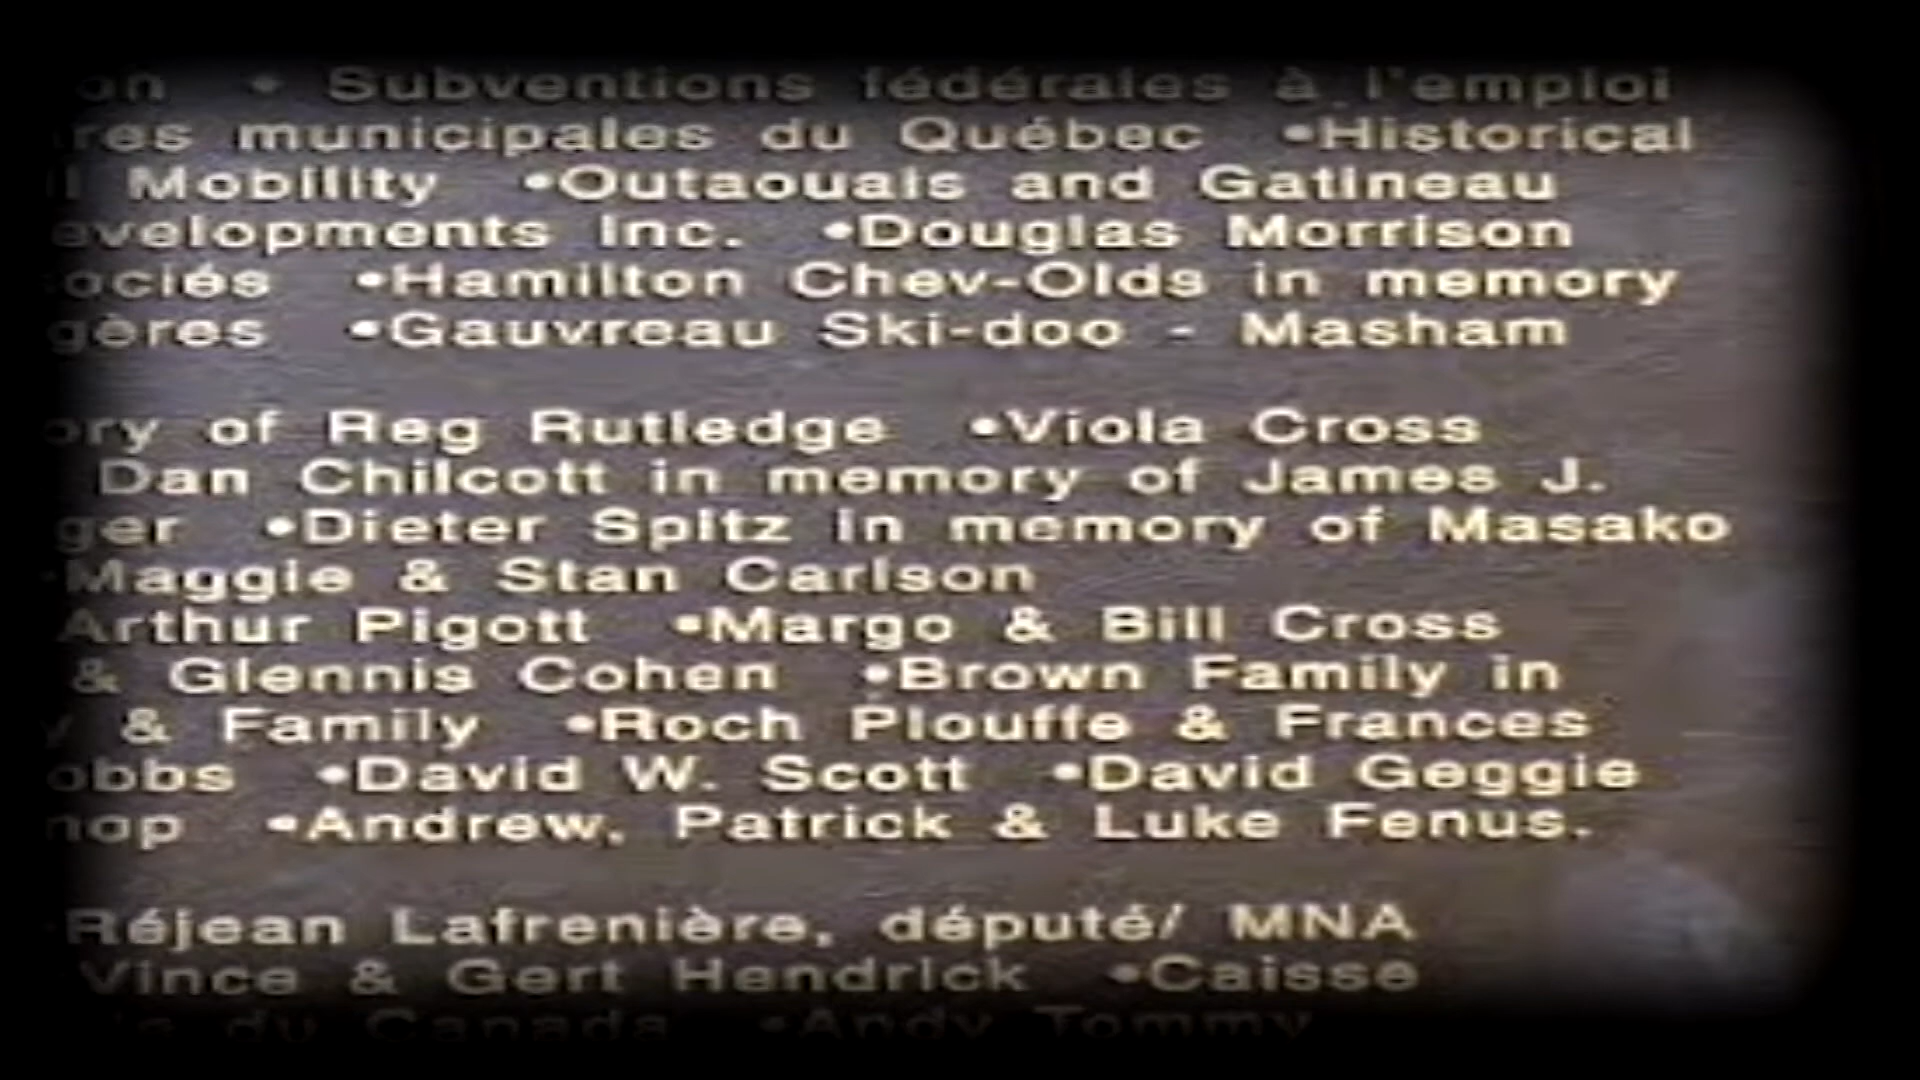 • Subventions fédérales à l'emploi
municipales du Québec •Historical
Mobility •Outaouais and Gatineau
evelopments Inc. •Douglas Morrison
ociés •Hamilton Chev-Olds in memory
gères •Gauvreau Ski-doo - Masham
ory of Reg Rutledge •Viola Cross
Dan Chilcott in memory of James J.
ger •Dieter Spitz in memory of Masako
•Maggie & Stan Carlson
Arthur Pigott •Margo & Bill Cross
& Glennis Cohen •Brown Family in
& Family •Roch Plouffe & Frances
obbs •David W. Scott •David Geggie
hop •Andrew, Patrick & Luke Fenus.
Réjean Lafrenière, député/ MNA
Vince & Gert Hendrick •Caisse
du Canada •Andy Tommy